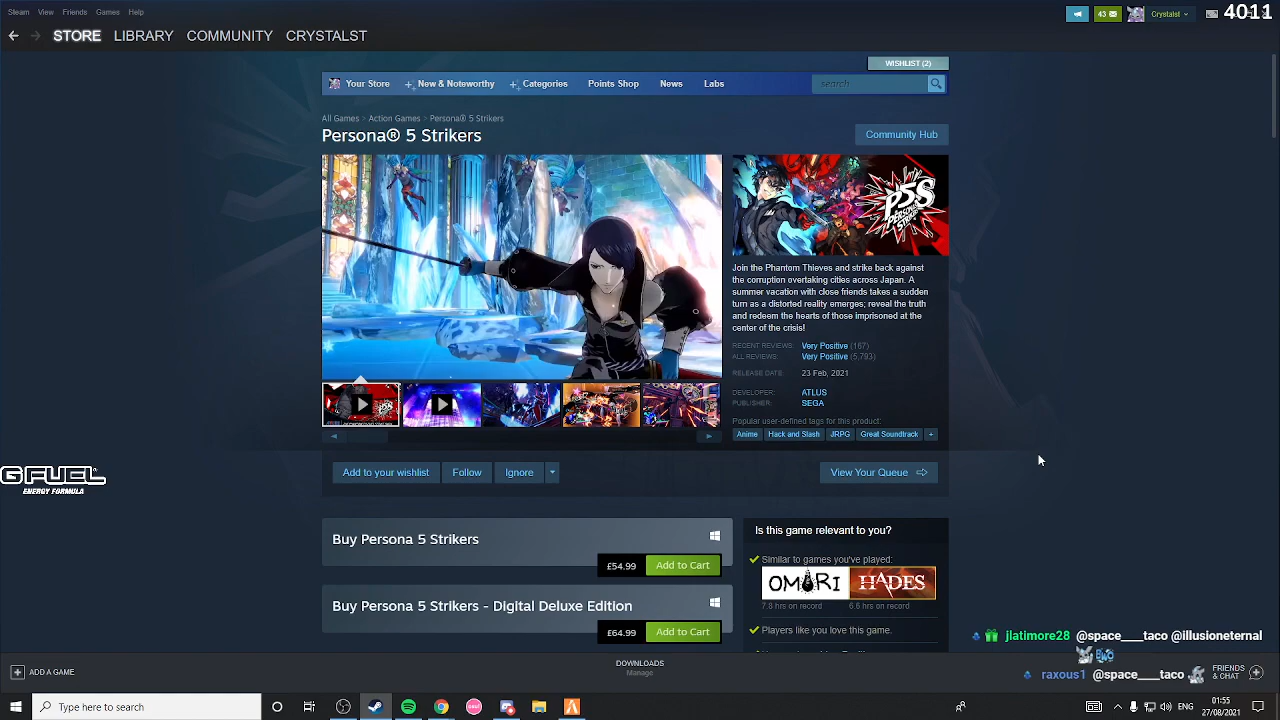 Steam View Friends Games Help
43 Crystalst 4011
STORE LIBRARY COMMUNITY CRYSTALST
WISHLIST (2)
Your Store New & Noteworthy Categories Points Shop News Labs search
All Games > Action Games > Persona® 5 Strikers
Persona® 5 Strikers
Community Hub
P5S
PERSONA5
STRIKERS
Join the Phantom Thieves and strike back against
the corruption overtaking cities across Japan. A
summer vacation with close friends takes a sudden
turn as a distorted reality emerges; reveal the truth
and redeem the hearts of those imprisoned at the
center of the crisis!
RECENT REVIEWS: Very Positive (167)
ALL REVIEWS: Very Positive (5,793)
RELEASE DATE: 23 Feb, 2021
DEVELOPER: ATLUS
PUBLISHER: SEGA
Popular user-defined tags for this product:
Anime Hack and Slash JRPG Great Soundtrack +
Add to your wishlist Follow Ignore View Your Queue
G FUEL
ENERGY FORMULA
Buy Persona 5 Strikers
£54.99 Add to Cart
Buy Persona 5 Strikers - Digital Deluxe Edition
£64.99 Add to Cart
Is this game relevant to you?
Similar to games you've played:
OMORI HADES
7.8 hrs on record 6.6 hrs on record
Players like you love this game.
jlatimore28 @space___taco @illusioneternal
raxous1 @space___taco
ADD A GAME
DOWNLOADS
Manage
FRIENDS
& CHAT
Type here to search
osu!
01:55
27/08/2021